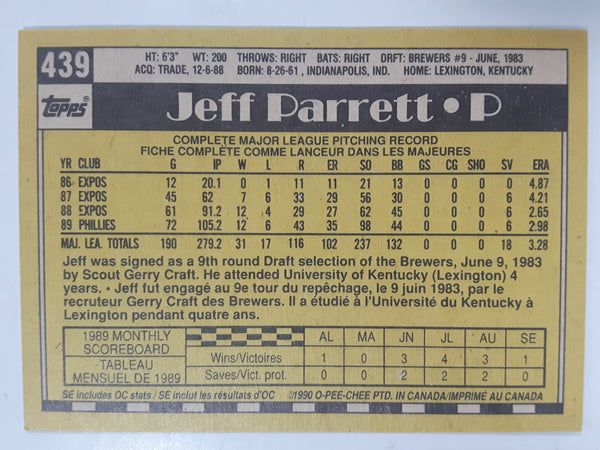 439 HT: 6'3" WT: 200 THROWS: RIGHT BATS: RIGHT DRFT: BREWERS #9 - JUNE, 1983
ACQ: TRADE, 12-6-88 BORN: 8-26-61, INDIANAPOLIS, IND. HOME: LEXINGTON, KENTUCKY
Topps Jeff Parrett • P
COMPLETE MAJOR LEAGUE PITCHING RECORD
FICHE COMPLÈTE COMME LANCEUR DANS LES MAJEURES
YR CLUB G IP W L R ER SO BB GS CG SHO SV ERA
86 EXPOS 12 20.1 0 1 11 11 21 13 0 0 0 0 4.87
87 EXPOS 45 62 7 6 33 29 56 30 0 0 0 6 4.21
88 EXPOS 61 91.2 12 4 29 27 62 45 0 0 0 6 2.65
89 PHILLIES 72 105.2 12 6 43 35 98 44 0 0 0 6 2.98
MAJ. LEA. TOTALS 190 279.2 31 17 116 102 237 132 0 0 0 18 3.28
Jeff was signed as a 9th round Draft selection of the Brewers, June 9, 1983
by Scout Gerry Craft. He attended University of Kentucky (Lexington) 4
years. • Jeff fut engagé au 9e tour du repêchage, le 9 juin 1983, par le
recruteur Gerry Craft des Brewers. Il a étudié à l'Université du Kentucky à
Lexington pendant quatre ans.
1989 MONTHLY
SCOREBOARD
TABLEAU
MENSUEL DE 1989
AL MA JN JL AU SE
Wins/Victoires 1 0 3 4 3 1
Saves/Vict. prot. 0 0 2 2 2 0
SE includes OC stats / SE inclut les résultats d'OC ©1990 O-PEE-CHEE PTD. IN CANADA/IMPRIMÉ AU CANADA